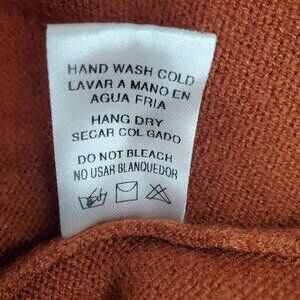 HAND WASH COLD
LAVAR A MANO EN
AGUA FRIA
HANG DRY
SECAR COLGADO
DO NOT BLEACH
NO USAR BLANQUEDOR